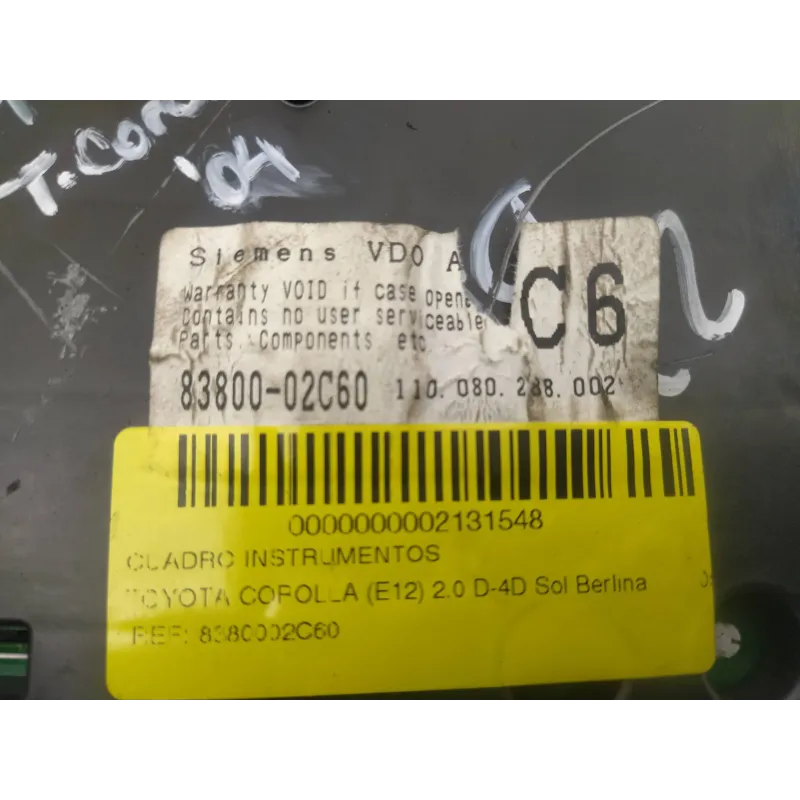 T. COR
'04
Siemens VDO A
Warranty VOID if case opene
Contains no user serviceable
Parts, Components etc.
C6
83800-02C60 110.080.288.002
0000000002131548
CUADRO INSTRUMENTOS
TOYOTA COROLLA (E12) 2.0 D-4D Sol Berlina
REF: 8380002C60